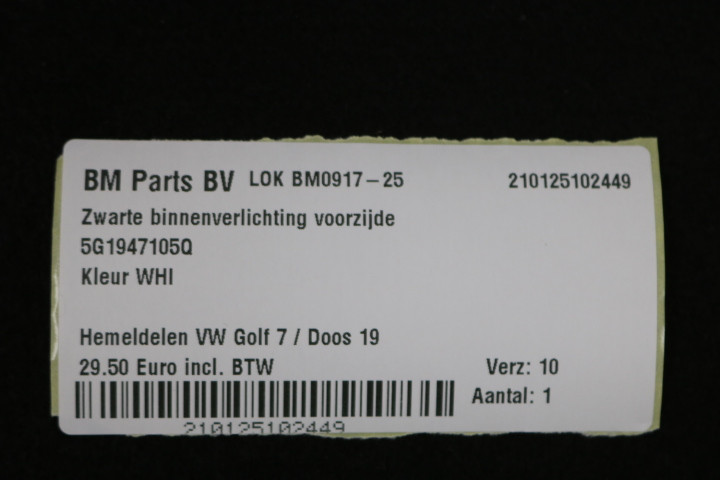 BM Parts BV LOK BM0917-25 210125102449
Zwarte binnenverlichting voorzijde
5G1947105Q
Kleur WHI
Hemeldelen VW Golf 7 / Doos 19
29.50 Euro incl. BTW Verz: 10
Aantal: 1
210125102449